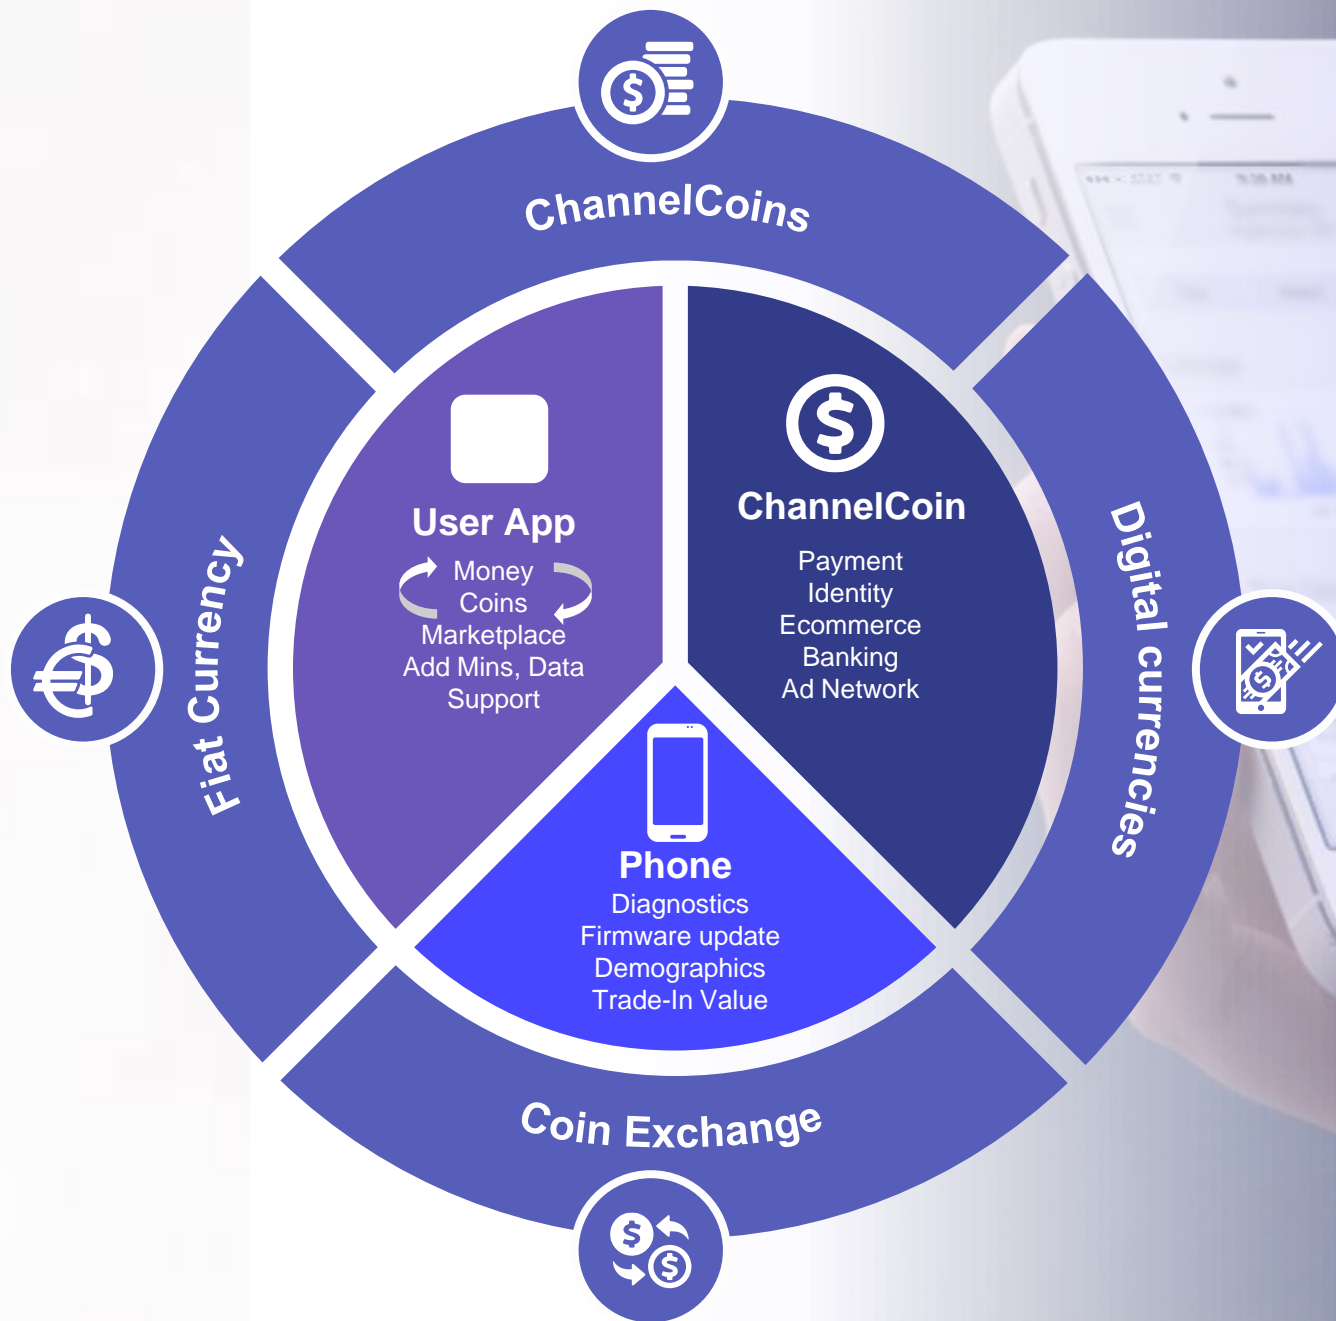 ChannelCoins
User App
Money
Coins
Marketplace
Add Mins, Data
Support
ChannelCoin
Payment
Identity
Ecommerce
Banking
Ad Network
Phone
Diagnostics
Firmware update
Demographics
Trade-In Value
Fiat Currency
Digital currencies
Coin Exchange